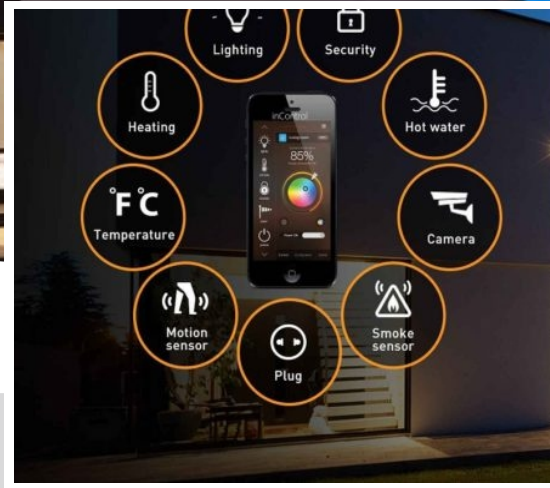 Lighting
Security
Heating
Hot water
inControl
85%
°F °C
Temperature
Camera
Motion
sensor
Smoke
sensor
Plug